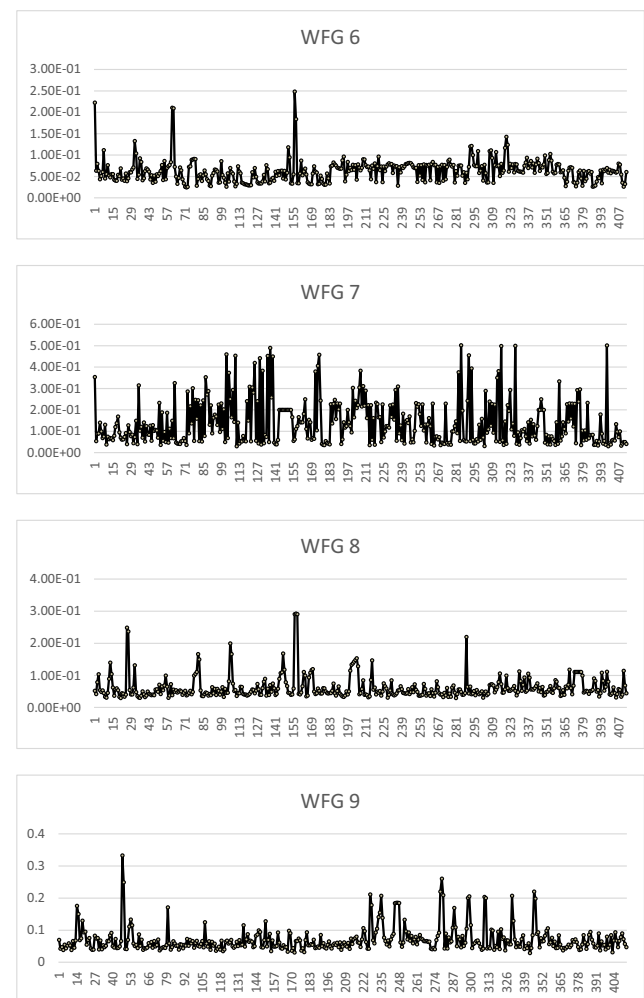 WFG 6
3.00E-01
2.50E-01
2.00E-01
1.50E-01
1.00E-01
5.00E-02
0.00E+00
1 15 29 43 57 71 85 99 113 127 141 155 169 183 197 211 225 239 253 267 281 295 309 323 337 351 365 379 393 407
WFG 7
6.00E-01
5.00E-01
4.00E-01
3.00E-01
2.00E-01
1.00E-01
0.00E+00
1 15 29 43 57 71 85 99 113 127 141 155 169 183 197 211 225 239 253 267 281 295 309 323 337 351 365 379 393 407
WFG 8
4.00E-01
3.00E-01
2.00E-01
1.00E-01
0.00E+00
1 15 29 43 57 71 85 99 113 127 141 155 169 183 197 211 225 239 253 267 281 295 309 323 337 351 365 379 393 407
WFG 9
0.4
0.3
0.2
0.1
0
1 14 27 40 53 66 79 92 105 118 131 144 157 170 183 196 209 222 235 248 261 274 287 300 313 326 339 352 365 378 391 404